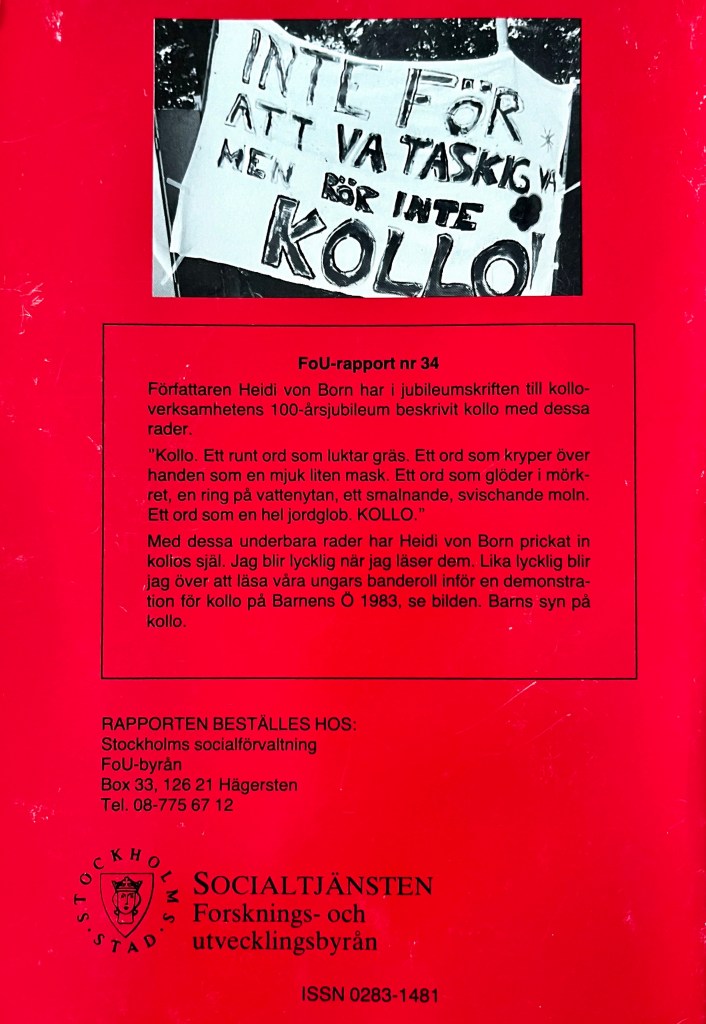 INTE FÖR
ATT VA TASKIG VA
MEN RÖR INTE
KOLLO!
FoU-rapport nr 34
Författaren Heidi von Born har i jubileumskriften till kollo-
verksamhetens 100-årsjubileum beskrivit kollo med dessa
rader.
"Kollo. Ett runt ord som luktar gräs. Ett ord som kryper över
handen som en mjuk liten mask. Ett ord som glöder i mörk-
ret, en ring på vattenytan, ett smalnande, svischande moln.
Ett ord som en hel jordglob. KOLLO."
Med dessa underbara rader har Heidi von Born prickat in
kollos själ. Jag blir lycklig när jag läser dem. Lika lycklig blir
jag över att läsa våra ungars banderoll inför en demonstra-
tion för kollo på Barnens Ö 1983, se bilden. Barns syn på
kollo.
RAPPORTEN BESTÄLLES HOS:
Stockholms socialförvaltning
FoU-byrån
Box 33, 126 21 Hägersten
Tel. 08-775 67 12
STOCKHOLMS
STAD
SOCIALTJÄNSTEN
Forsknings- och
utvecklingsbyrån
ISSN 0283-1481